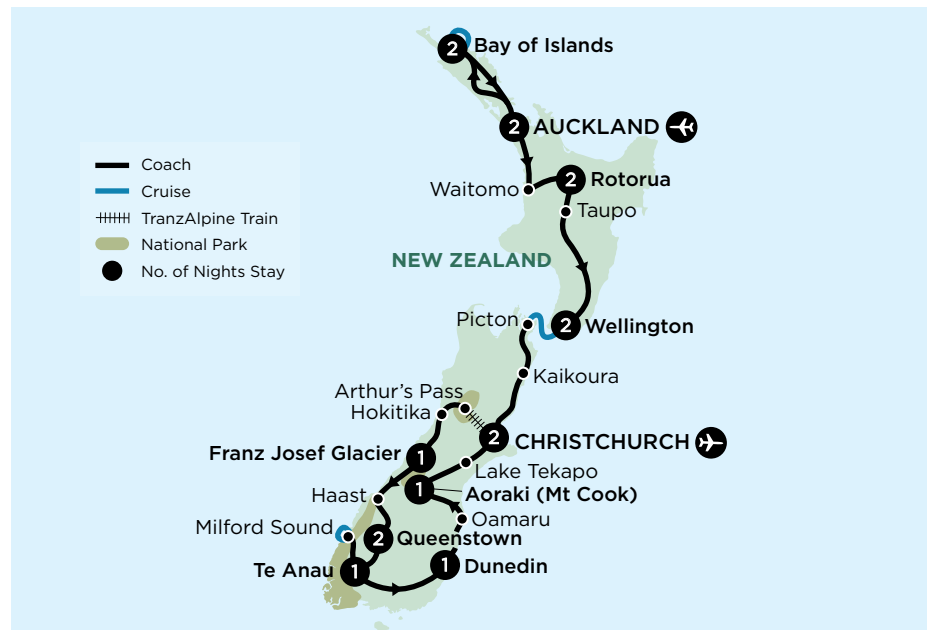 2 Bay of Islands
2 AUCKLAND
Coach
Cruise
TranzAlpine Train
National Park
No. of Nights Stay
Waitomo
2 Rotorua
Taupo
NEW ZEALAND
Picton
2 Wellington
Kaikoura
Arthur's Pass
Hokitika
2 CHRISTCHURCH
Franz Josef Glacier 1
Lake Tekapo
1 Aoraki (Mt Cook)
Haast
Oamaru
Milford Sound
2 Queenstown
Te Anau 1
1 Dunedin